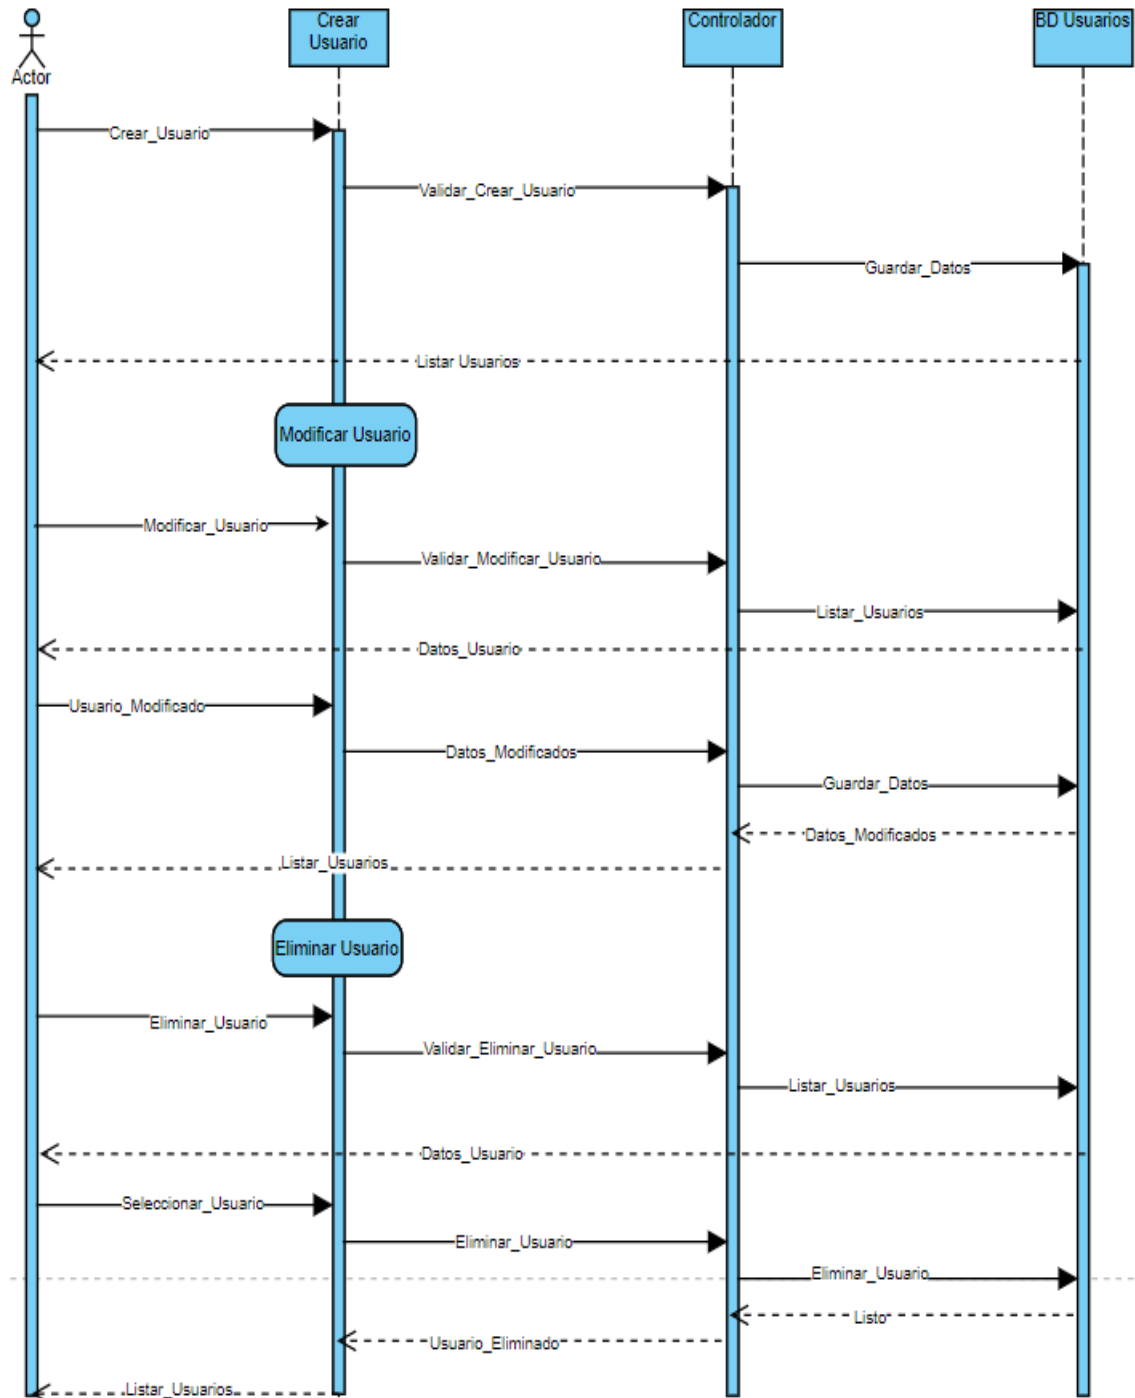 Crear
Usuario
Controlador
BD Usuarios
Actor
Crear_Usuario
Validar_Crear_Usuario
Guardar_Datos
Listar Usuarios
Modificar Usuario
Modificar_Usuario
Validar_Modificar_Usuario
Listar_Usuarios
Datos_Usuario
Usuario_Modificado
Datos_Modificados
Guardar_Datos
Datos_Modificados
Listar_Usuarios
Eliminar Usuario
Eliminar_Usuario
Validar_Eliminar_Usuario
Listar_Usuarios
Datos_Usuario
Seleccionar_Usuario
Eliminar_Usuario
Eliminar_Usuario
Listo
Usuario_Eliminado
Listar_Usuarios